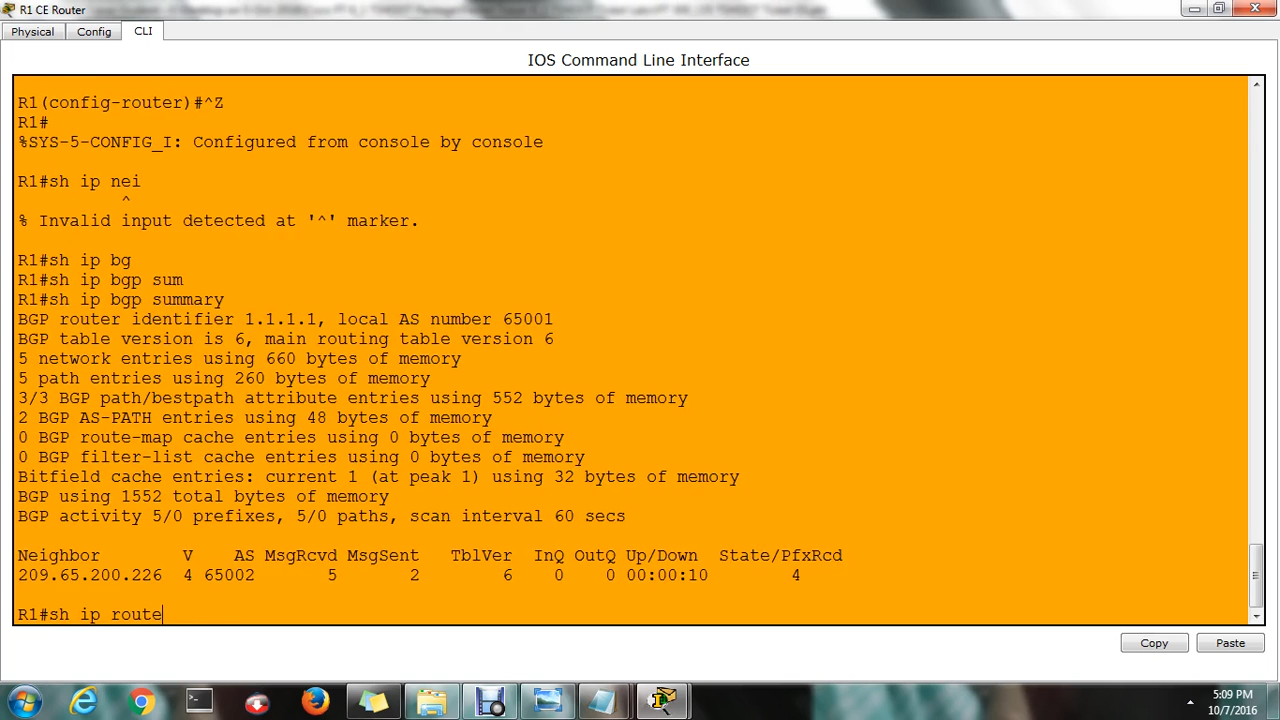 R1 CE Router
Physical Config CLI
IOS Command Line Interface
R1(config-router)#^Z
R1#
%SYS-5-CONFIG_I: Configured from console by console
R1#sh ip nei
^
% Invalid input detected at '^' marker.
R1#sh ip bg
R1#sh ip bgp sum
R1#sh ip bgp summary
BGP router identifier 1.1.1.1, local AS number 65001
BGP table version is 6, main routing table version 6
5 network entries using 660 bytes of memory
5 path entries using 260 bytes of memory
3/3 BGP path/bestpath attribute entries using 552 bytes of memory
2 BGP AS-PATH entries using 48 bytes of memory
0 BGP route-map cache entries using 0 bytes of memory
0 BGP filter-list cache entries using 0 bytes of memory
Bitfield cache entries: current 1 (at peak 1) using 32 bytes of memory
BGP using 1552 total bytes of memory
BGP activity 5/0 prefixes, 5/0 paths, scan interval 60 secs
Neighbor V AS MsgRcvd MsgSent TblVer InQ OutQ Up/Down State/PfxRcd
209.65.200.226 4 65002 5 2 6 0 0 00:00:10 4
R1#sh ip route
Copy Paste
5:09 PM
10/7/2016